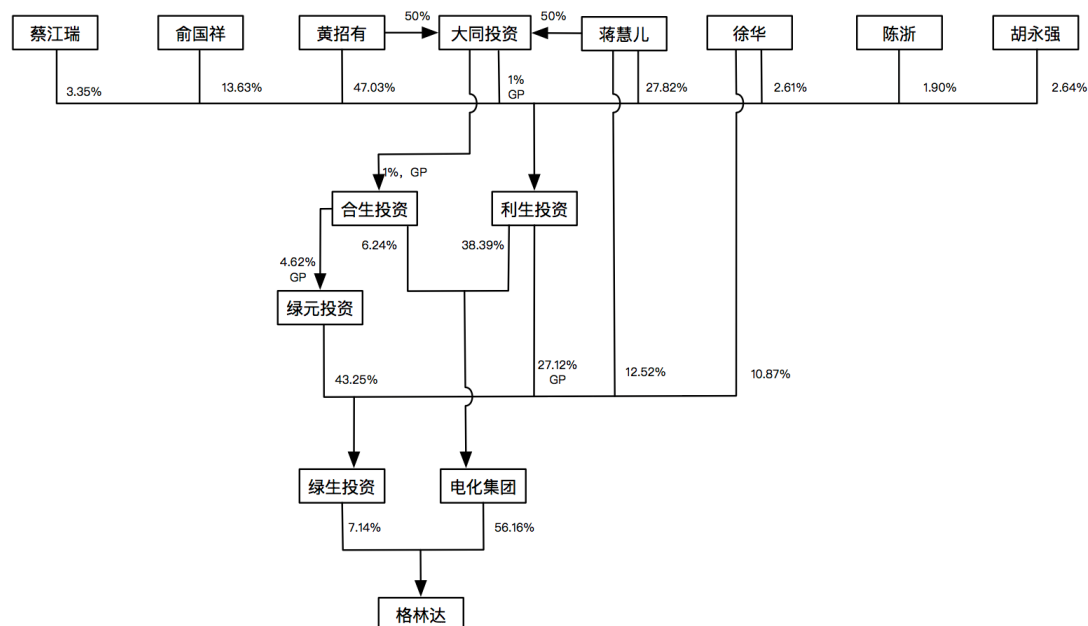 50%
50%
蔡江瑞
俞国祥
黄招有
大同投资
蒋慧儿
徐华
陈浙
胡永强
3.35%
13.63%
47.03%
1%
GP
27.82%
2.61%
1.90%
2.64%
1%，GP
合生投资
利生投资
6.24%
38.39%
4.62%
GP
绿元投资
43.25%
27.12%
GP
12.52%
10.87%
绿生投资
电化集团
7.14%
56.16%
格林达